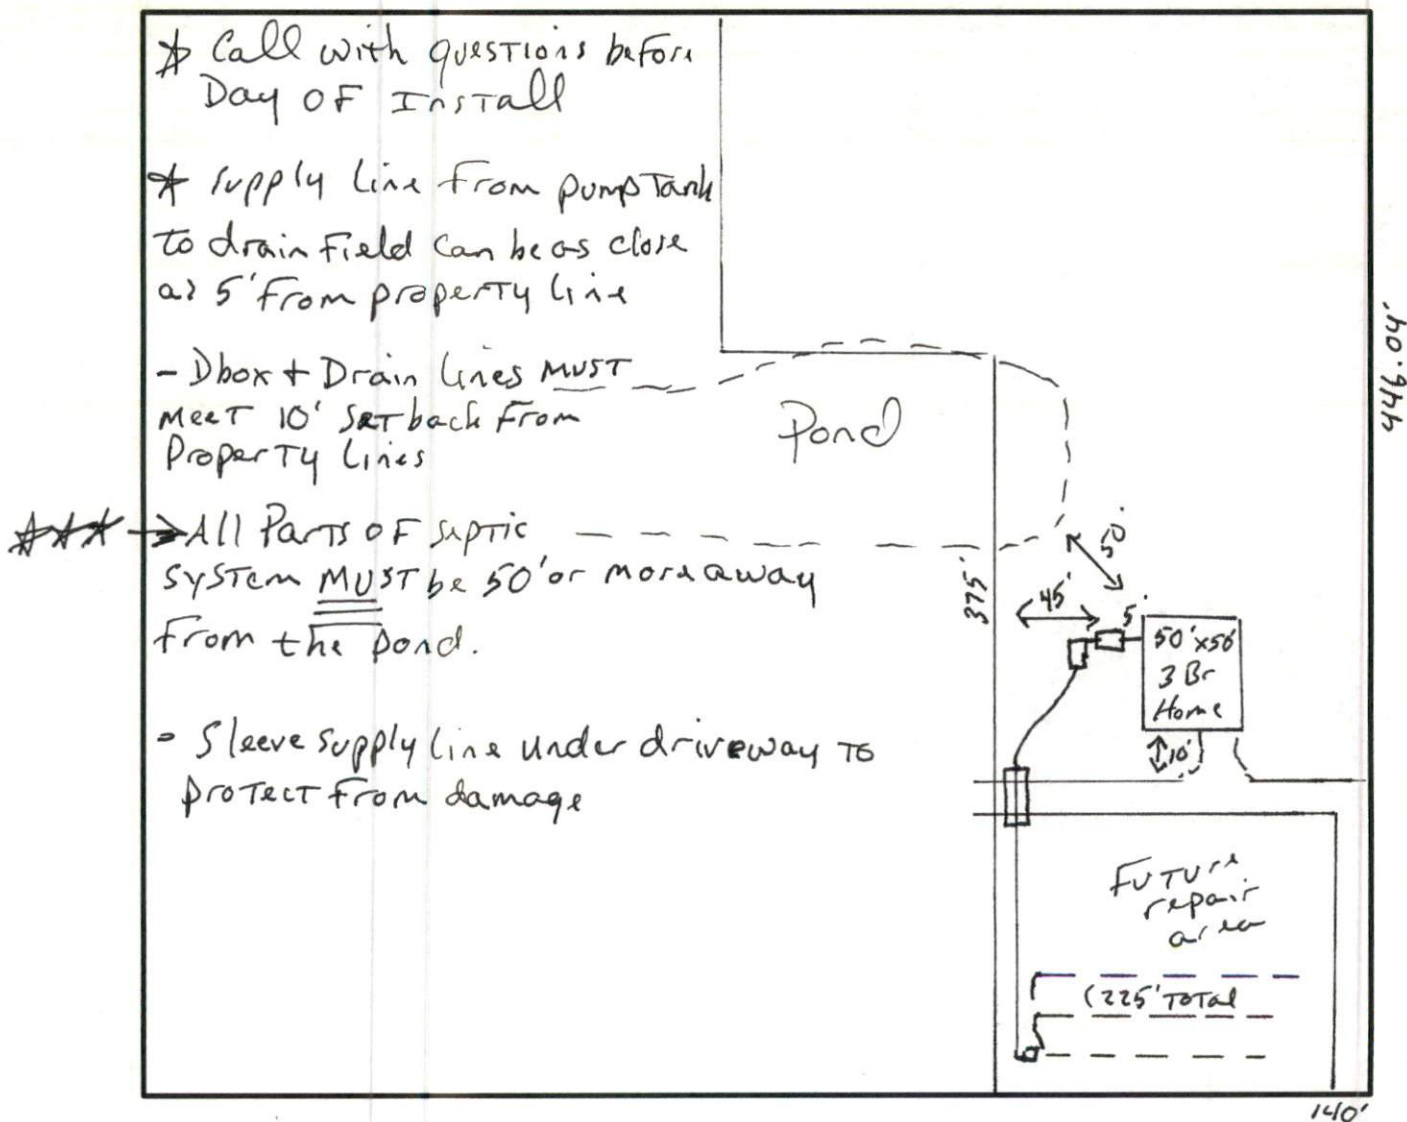 * Call with questions before
Day OF Install
* supply Line From pump Tank
to drain Field can be as close
as 5' From property Line
- Dbox + Drain Lines MUST
meet 10' setback From
Property Lines
*** → All Parts OF septic
system MUST be 50' or more away
From the pond.
- Sleeve supply line under driveway TO
protect From damage
Pond
446.04'
375'
50'
45'
5'
50' x 50'
3 Br
Home
10'
Future
repair
area
(225' Total
140'